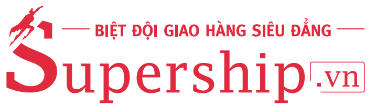 BIỆT ĐỘI GIAO HÀNG SIÊU ĐẲNG
Supership.vn